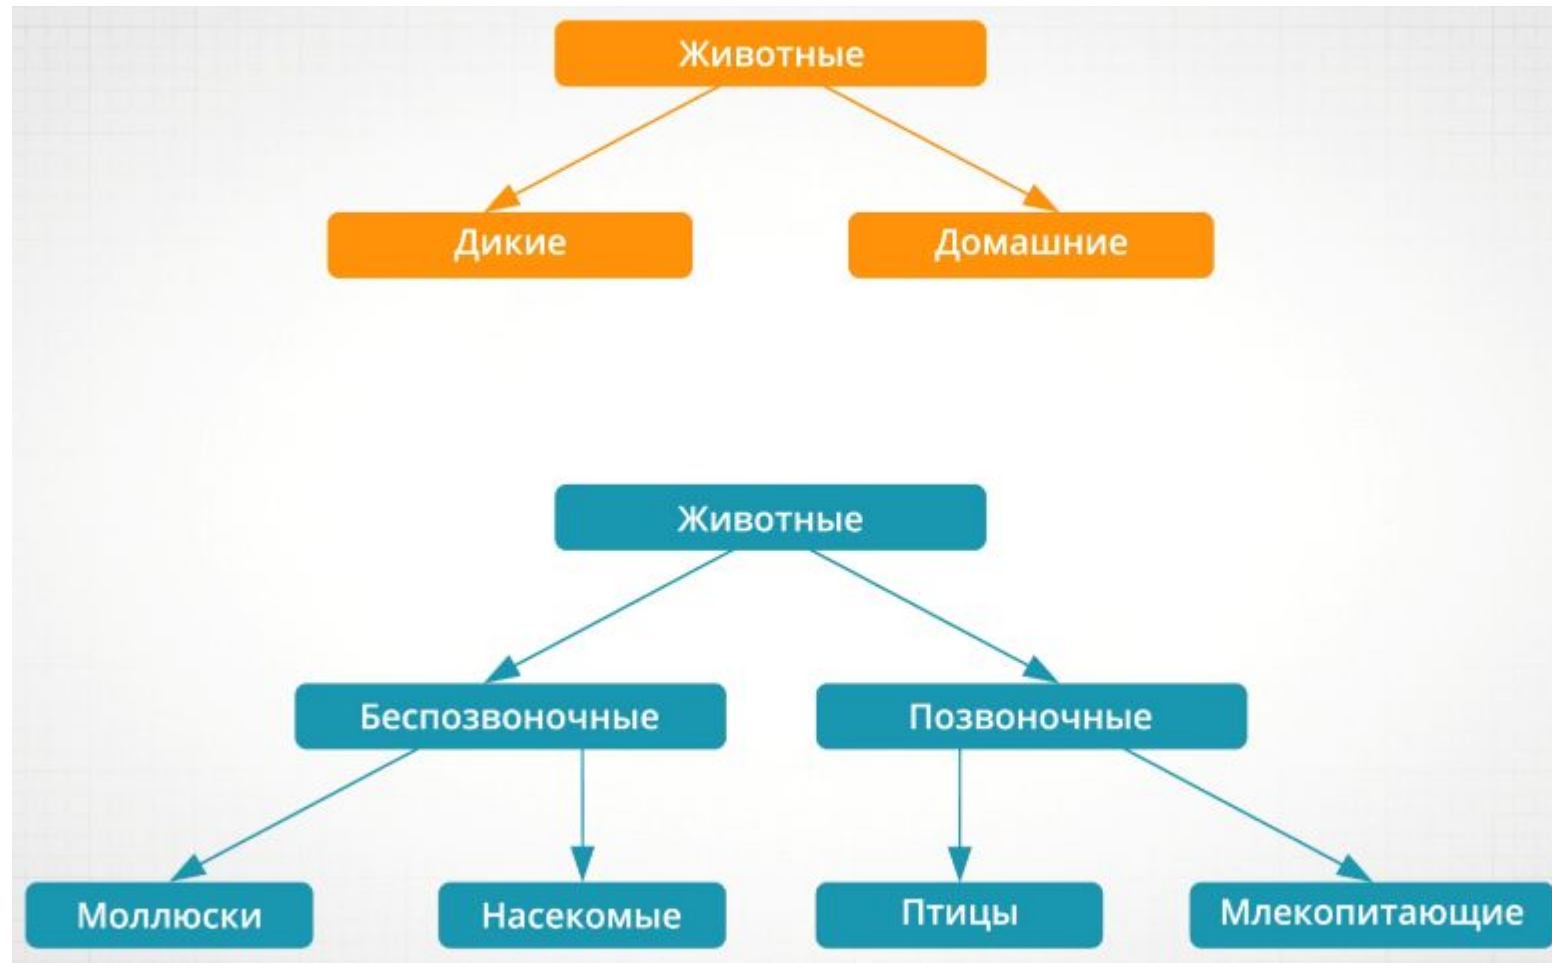 Животные
Дикие
Домашние
Животные
Беспозвоночные
Позвоночные
Моллюски
Насекомые
Птицы
Млекопитающие